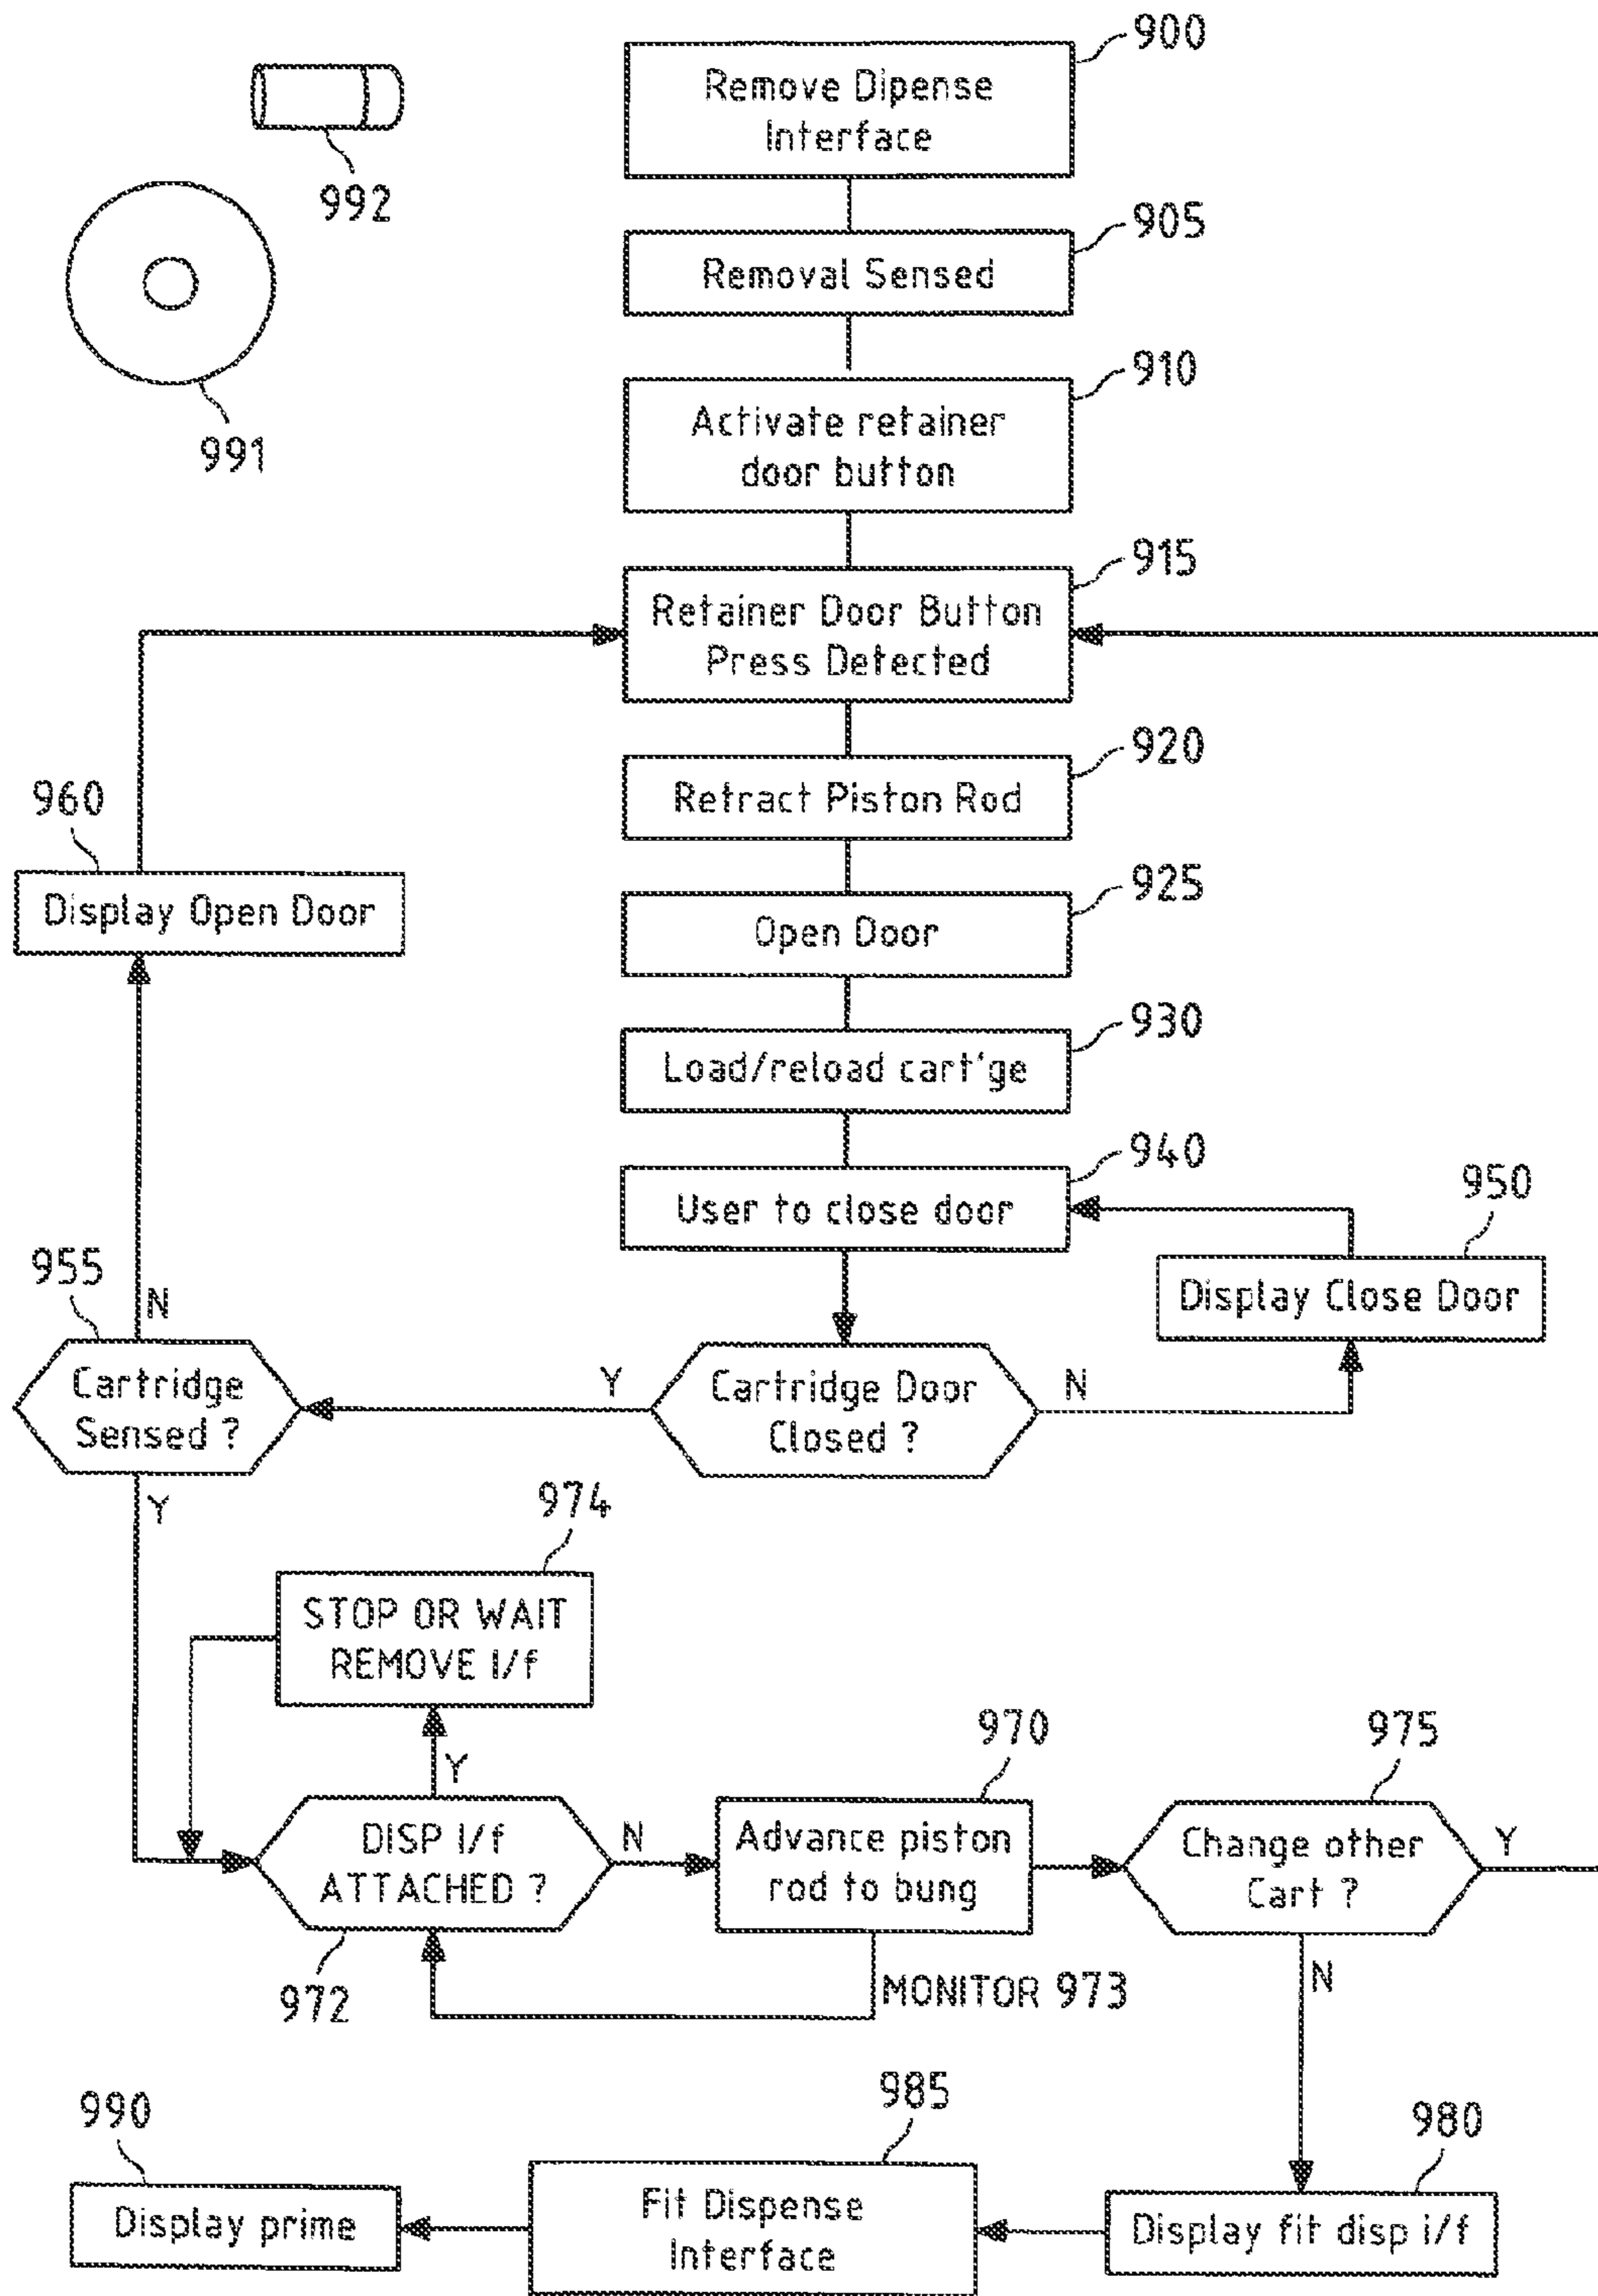 900
Remove Dipense
Interface
992
905
Removal Sensed
991
910
Activate retainer
door button
915
Retainer Door Button
Press Detected
920
Retract Piston Rod
960
Display Open Door
925
Open Door
930
Load/reload cart'ge
940
User to close door
950
Display Close Door
955
N
Cartridge
Sensed ?
Y
Y
Cartridge Door
Closed ?
N
974
STOP OR WAIT
REMOVE I/f
Y
DISP I/f
ATTACHED ?
972
N
970
Advance piston
rod to bung
MONITOR 973
975
Change other
Cart ?
Y
N
980
Display fit disp i/f
985
Fit Dispense
Interface
990
Display prime